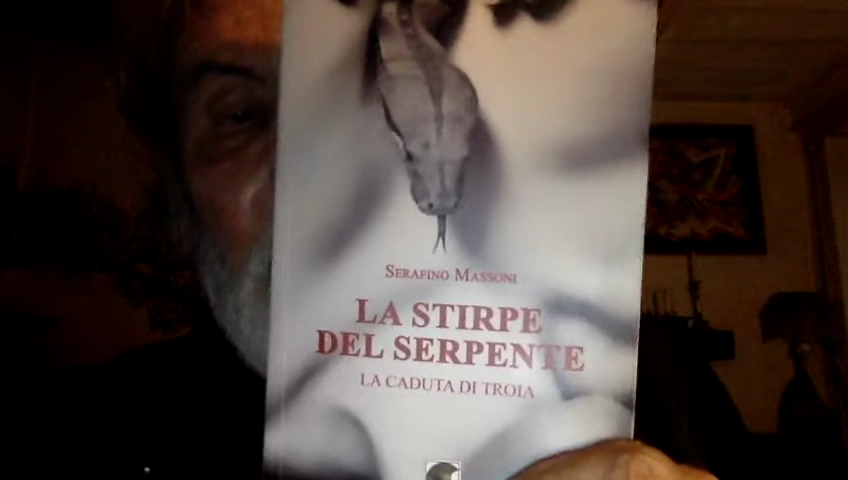 Serafino Massoni
LA STIRPE
DEL SERPENTE
LA CADUTA DI TROIA